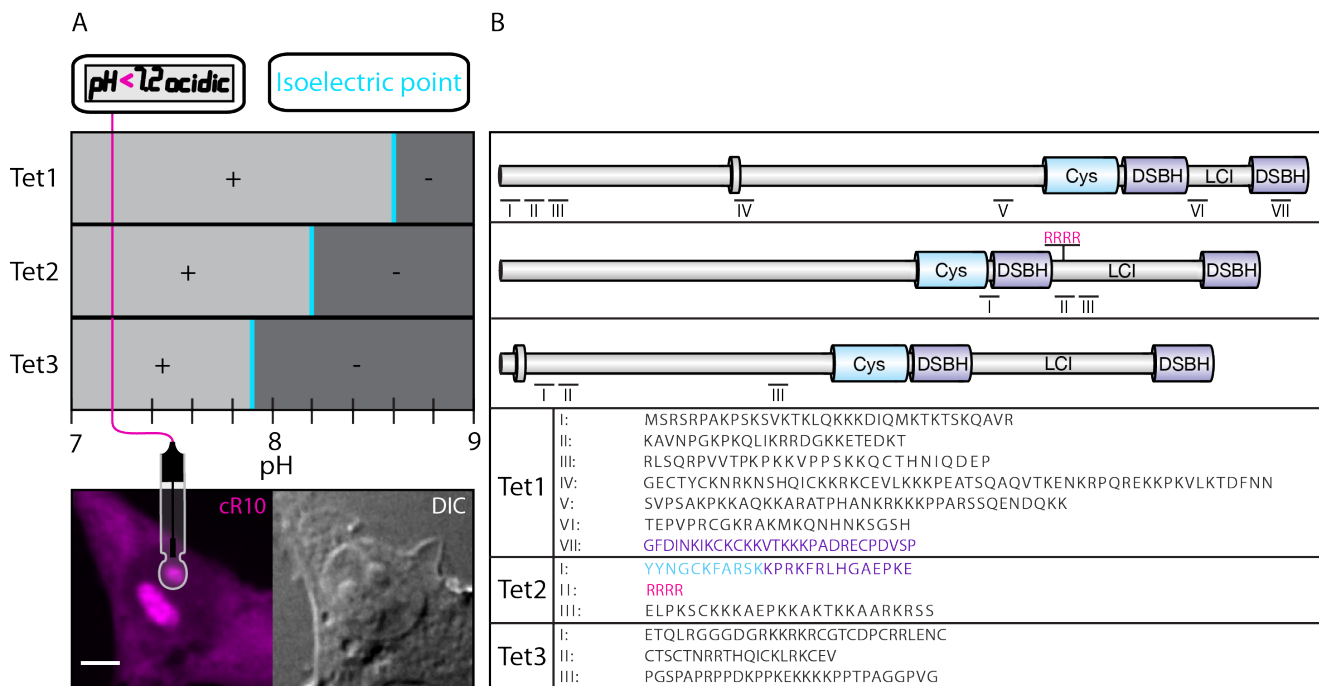 A
B
pH<7.2 acidic
Isoelectric point
Tet1
+
-
Tet2
+
-
Tet3
+
-
7
8
9
pH
cR10
DIC
Cys
DSBH
LCI
DSBH
I
II
III
IV
V
VI
VII
RRRR
Cys
DSBH
LCI
DSBH
I
II
III
Cys
DSBH
LCI
DSBH
I
II
III
Tet1
I: MSRSRPAKPSKSVKTKLQKKKDIQMKTKTSKQAVR
II: KAVNPGKPKQLIKRRDGKKETEDKT
III: RLSQRPVVTPKPKKVPPSKKQCTHNIQDEP
IV: GECTYCKNRKNSHQICKKRKCEVLKKKPEATSQAQVTKENKRPQREKKPKVLKTDFNN
V: SVPSAKPKKAQKKARATPHANKRKKKPPARSSQENDQKK
VI: TEPVPRCGKRAKMKQNHNKSGSH
VII: GFDINKIKCKCKKVTKKKPADRECPDVSP
Tet2
I: YYNGCKFARSKKPRKFRLHGAEPKE
II: RRRR
III: ELPKSCKKKAEPKKAKTKKAARKRSS
Tet3
I: ETQLRGGGDGRKKRKRCGTCDPCRRLENC
II: CTSCTNRRTHQICKLRKCEV
III: PGSPAPRPPDKPPKEKKKKPPTPAGGPVG